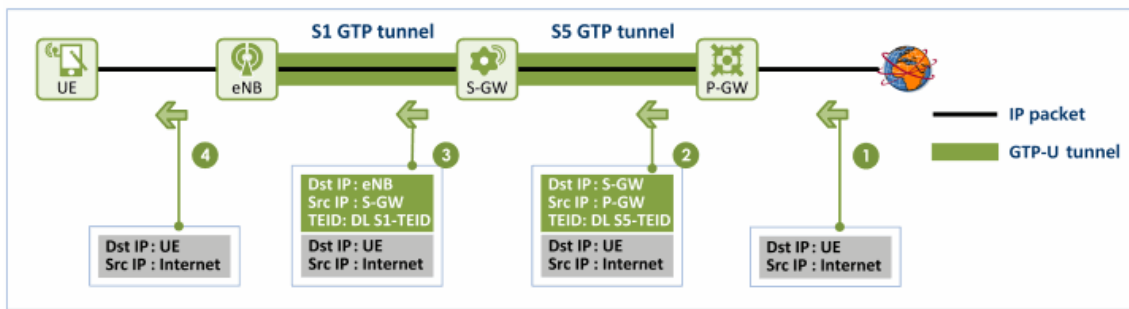 S1 GTP tunnel
S5 GTP tunnel
UE
eNB
S-GW
P-GW
IP packet
GTP-U tunnel
4
3
2
1
Dst IP : UE
Src IP : Internet
Dst IP : eNB
Src IP : S-GW
TEID: DL S1-TEID
Dst IP : UE
Src IP : Internet
Dst IP : S-GW
Src IP : P-GW
TEID: DL S5-TEID
Dst IP : UE
Src IP : Internet
Dst IP : UE
Src IP : Internet